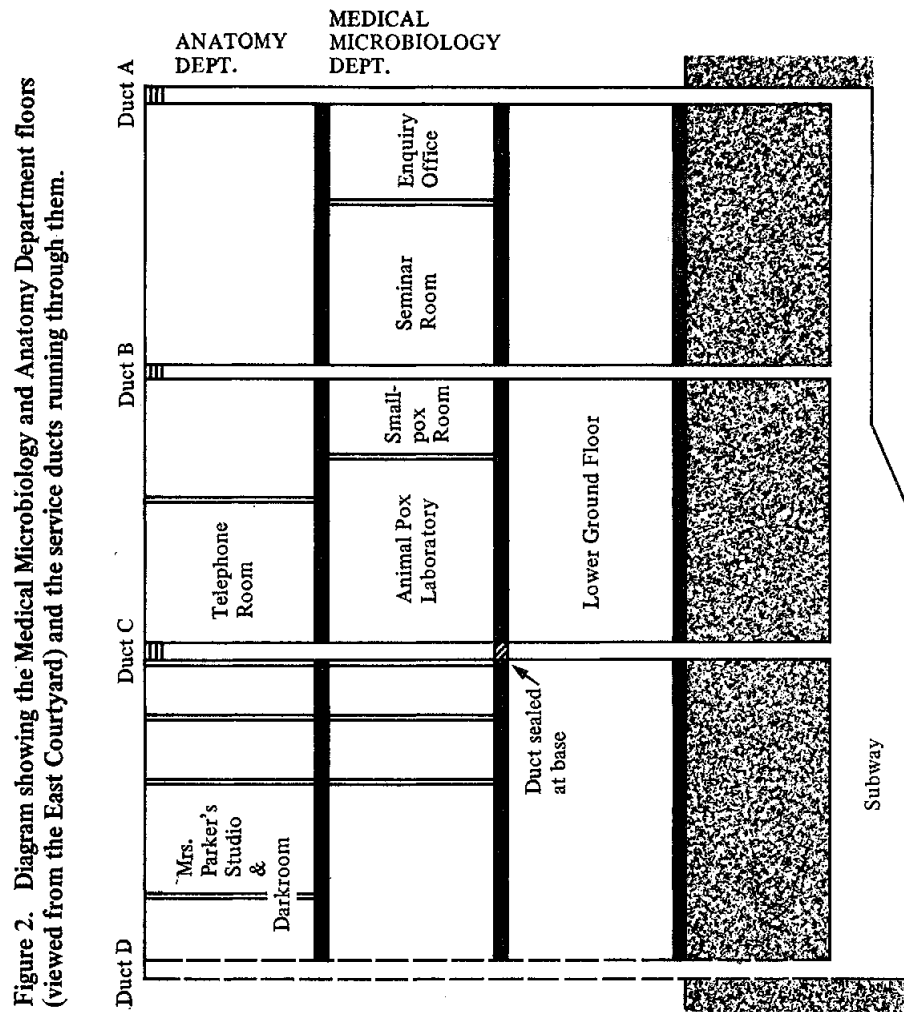 Figure 2. Diagram showing the Medical Microbiology and Anatomy Department floors
(viewed from the East Courtyard) and the service ducts running through them.
Duct D
Duct C
Duct B
Duct A
ANATOMY
DEPT.
Mrs.
Parker's
Studio
&
Darkroom
Telephone
Room
MEDICAL
MICROBIOLOGY
DEPT.
Animal Pox
Laboratory
Small-
pox
Room
Seminar
Room
Enquiry
Office
Duct sealed
at base
Lower Ground Floor
Subway